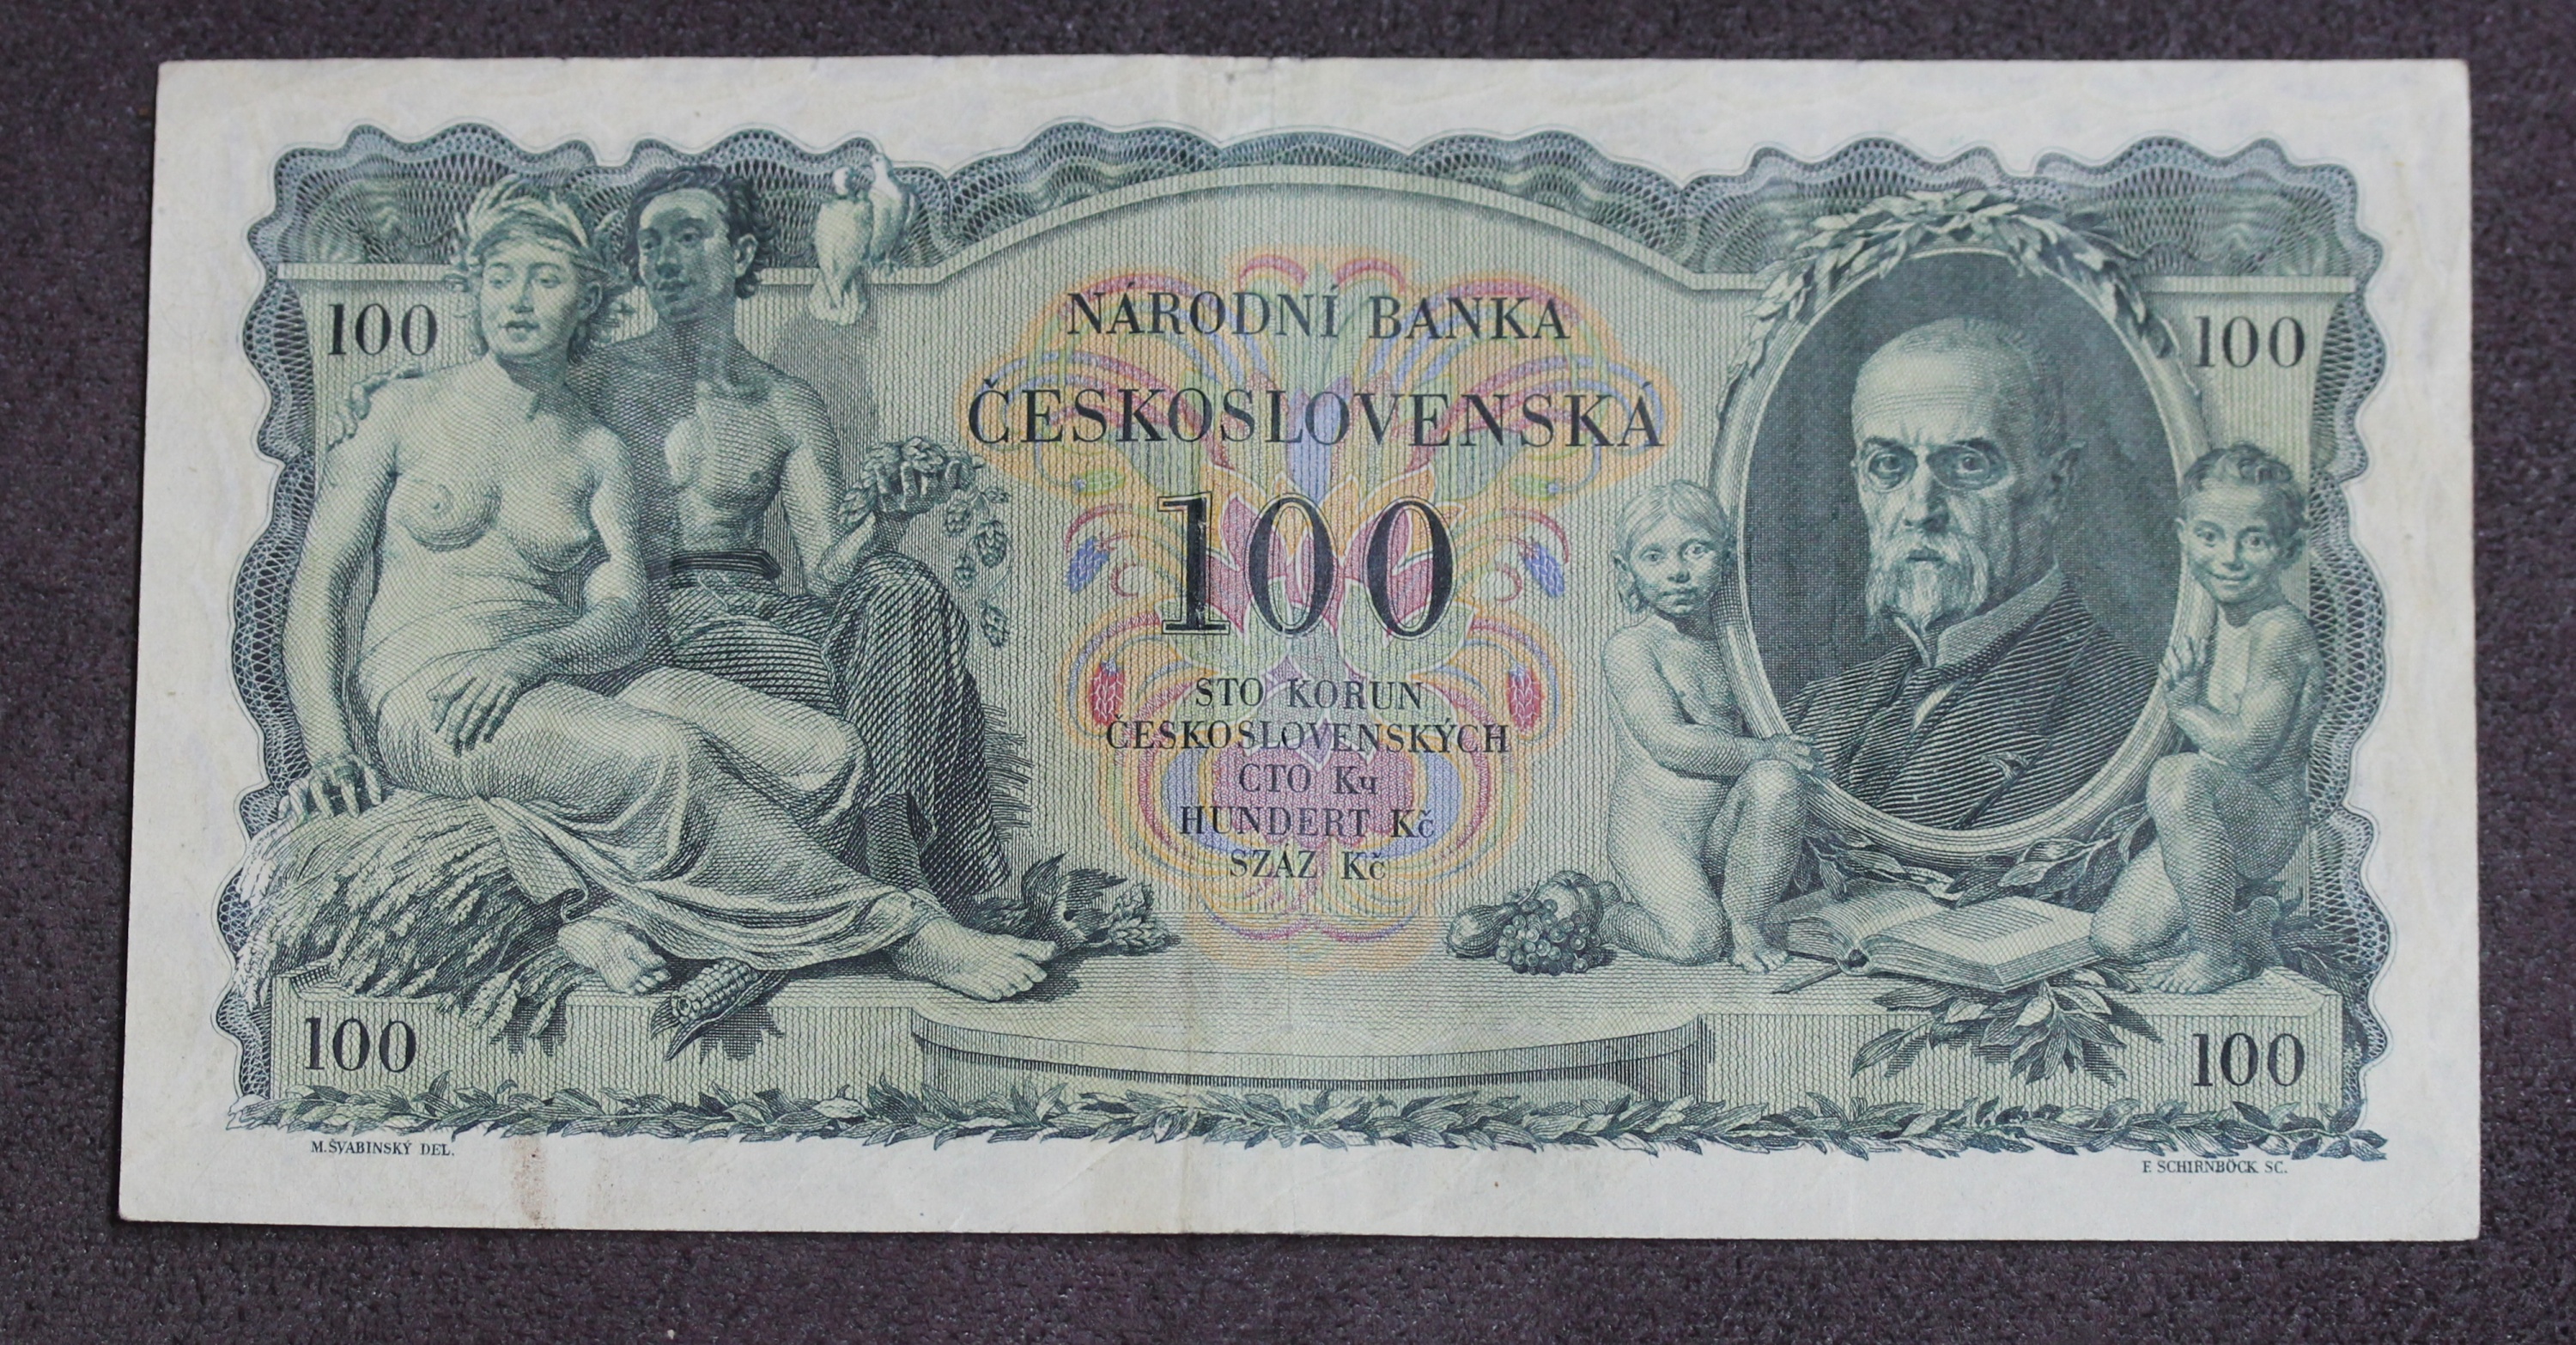 100
100
NÁRODNÍ BANKA
ČESKOSLOVENSKÁ
100
STO KORUN
ČESKOSLOVENSKÝCH
СТО Кч
HUNDERT Kč
SZÁZ Kč
100
100
M. ŠVABINSKÝ DEL.
F. SCHIRNBÖCK SC.